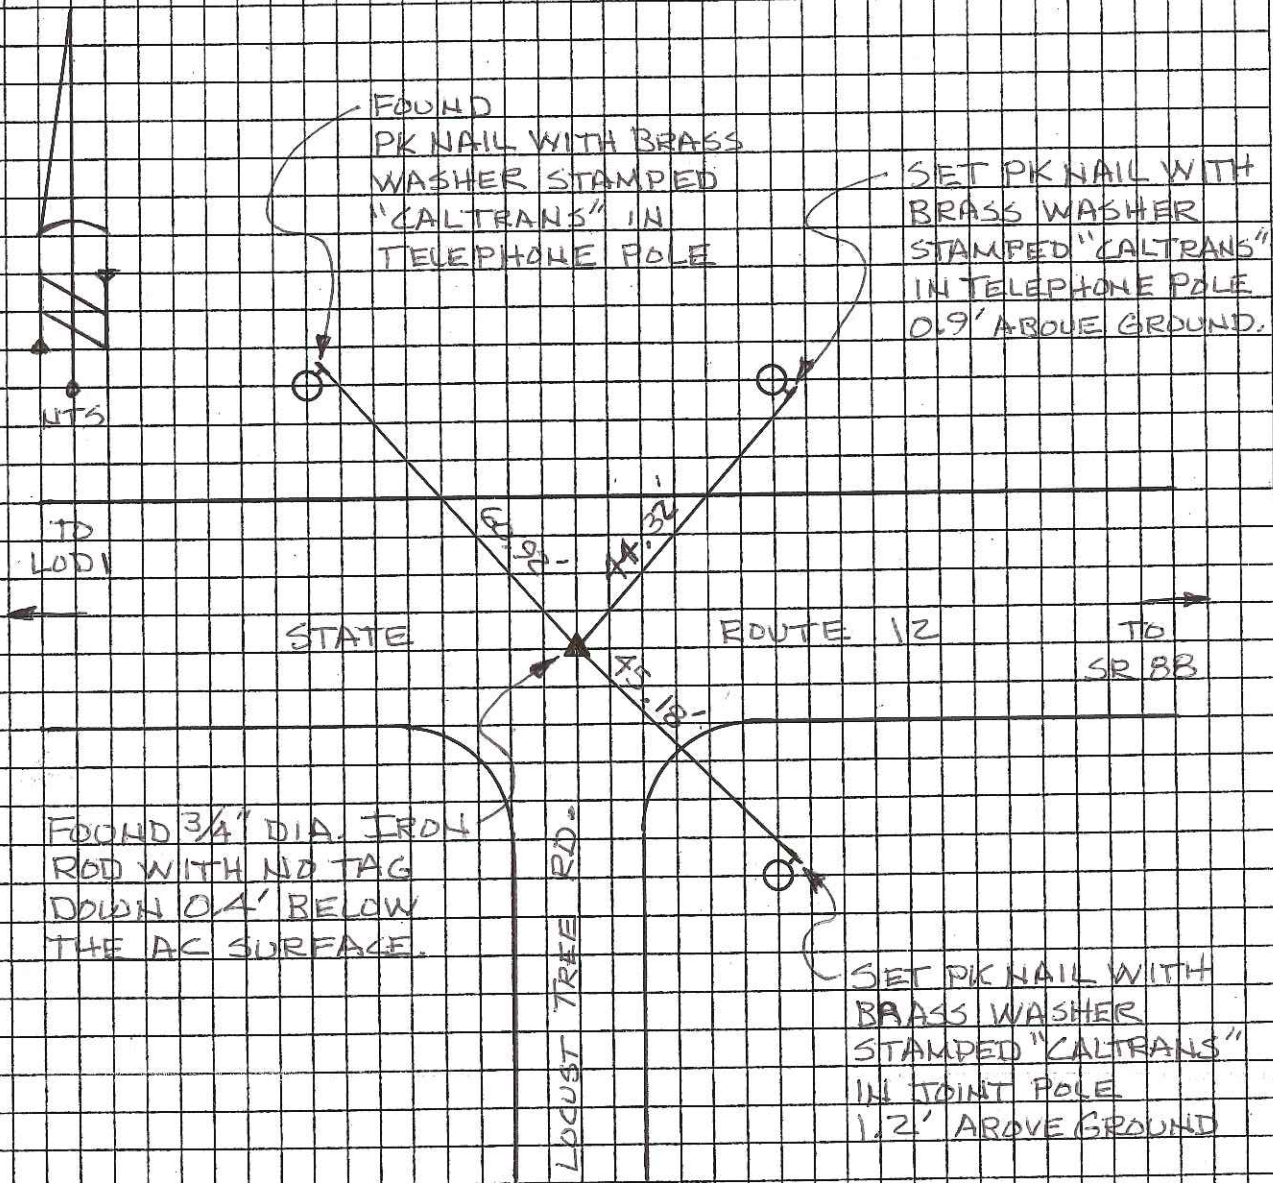 FOUND
PK NAIL WITH BRASS
WASHER STAMPED
"CALTRANS" IN
TELEPHONE POLE
SET PK NAIL WITH
BRASS WASHER
STAMPED "CALTRANS"
IN TELEPHONE POLE
0.9' ABOVE GROUND.
NTS
TO
LODI
44.32'
STATE ROUTE 12
TO
SR 88
45.18'
FOUND 3/4" DIA. IRON
ROD WITH NO TAG
DOWN 0.4' BELOW
THE AC SURFACE.
LOCUST TREE RD.
SET PK NAIL WITH
BRASS WASHER
STAMPED "CALTRANS"
IN JOINT POLE
1.2' ABOVE GROUND